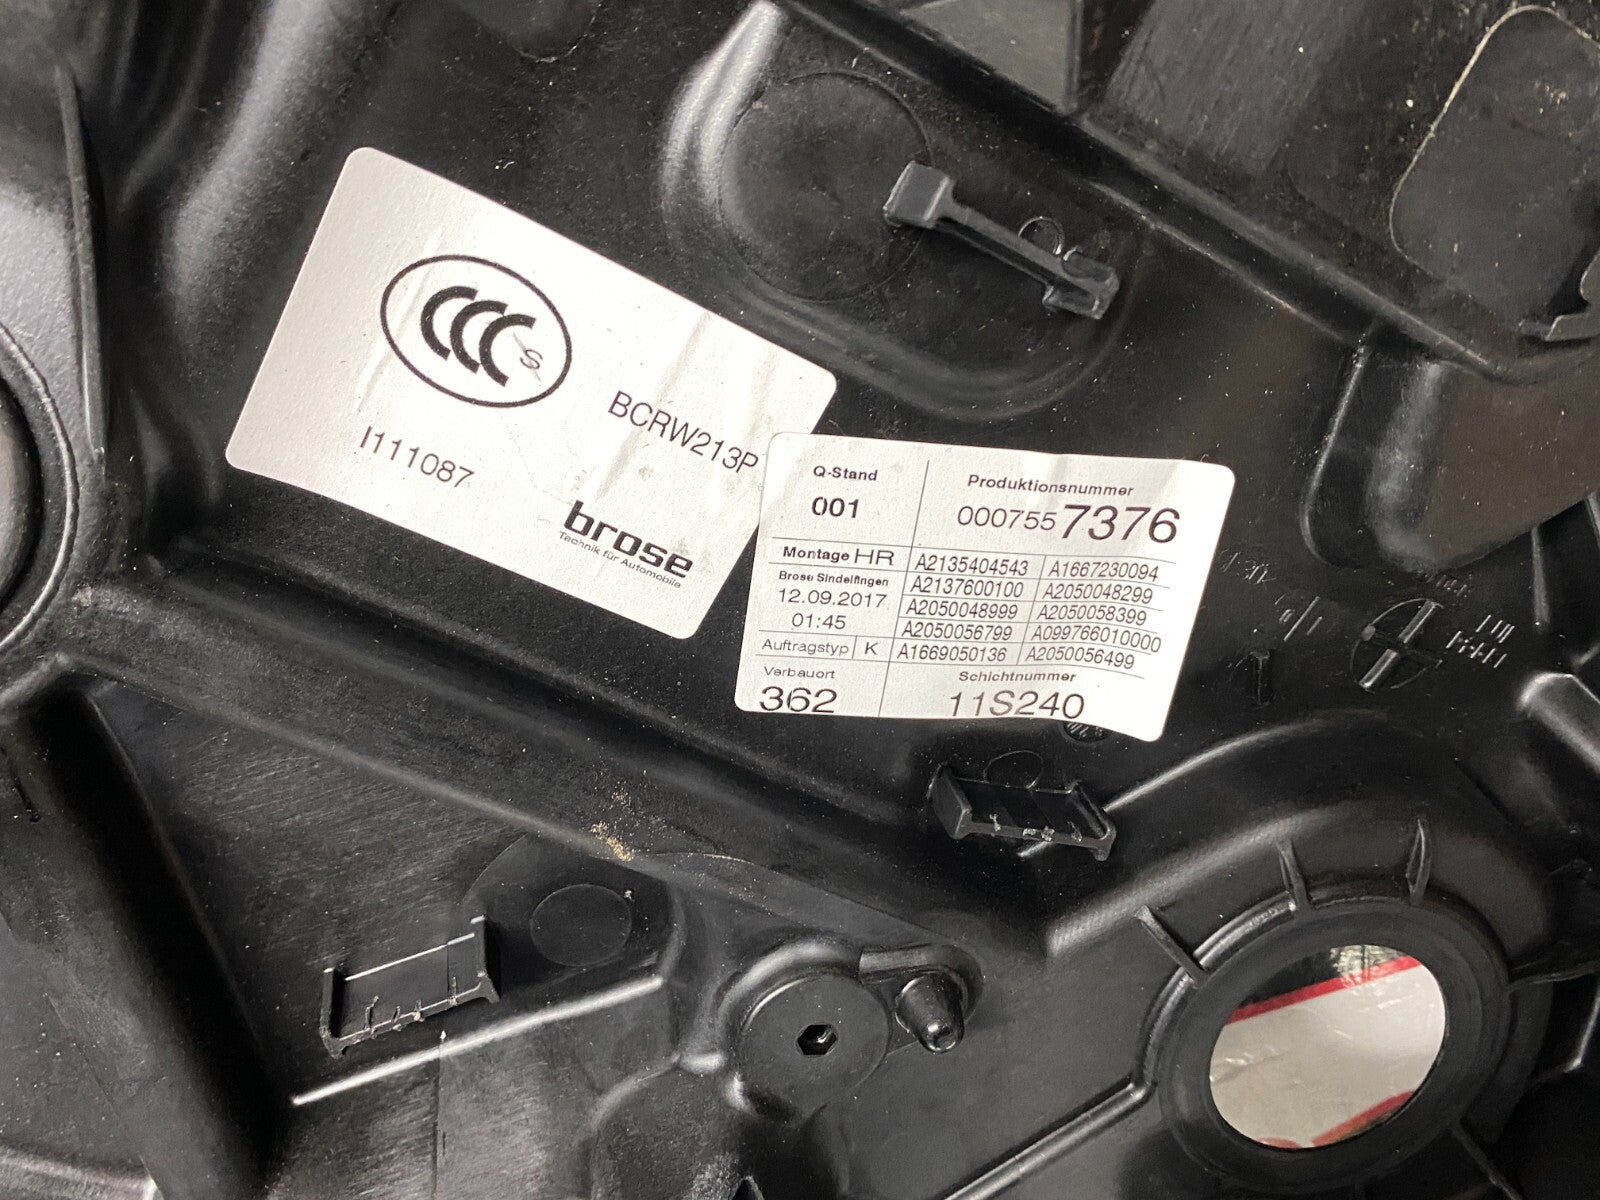 CCC S
BCRW213P
I111087
brose
Technik für Automobile
Q-Stand
001
Produktionsnummer
0007557376
Montage HR
Brose Sindelfingen
12.09.2017
01:45
Auftragstyp K
Verbauort
362
A2135404543 A1667230094
A2137600100 A2050048299
A2050048999 A2050058399
A2050056799 A099766010000
A1669050136 A2050056499
Schichtnummer
11S240